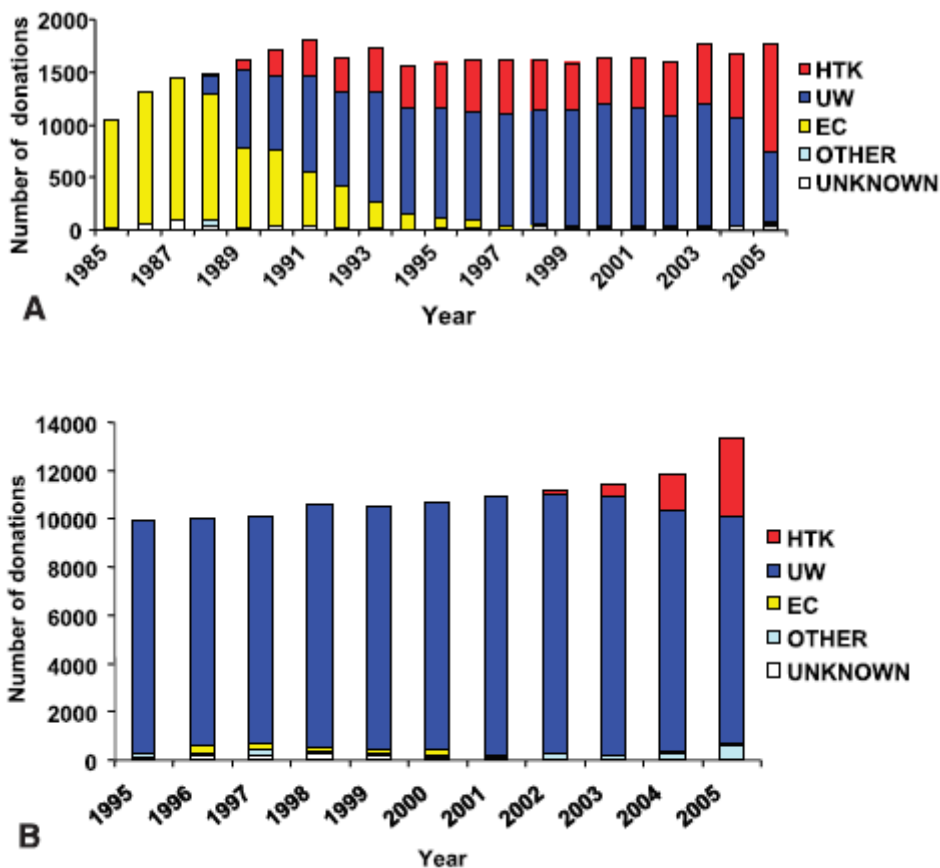 2000
1500
1000
500
0
Number of donations
1985
1987
1989
1991
1993
1995
1997
1999
2001
2003
2005
Year
HTK
UW
EC
OTHER
UNKNOWN
A
14000
12000
10000
8000
6000
4000
2000
0
Number of donations
1995
1996
1997
1998
1999
2000
2001
2002
2003
2004
2005
Year
HTK
UW
EC
OTHER
UNKNOWN
B